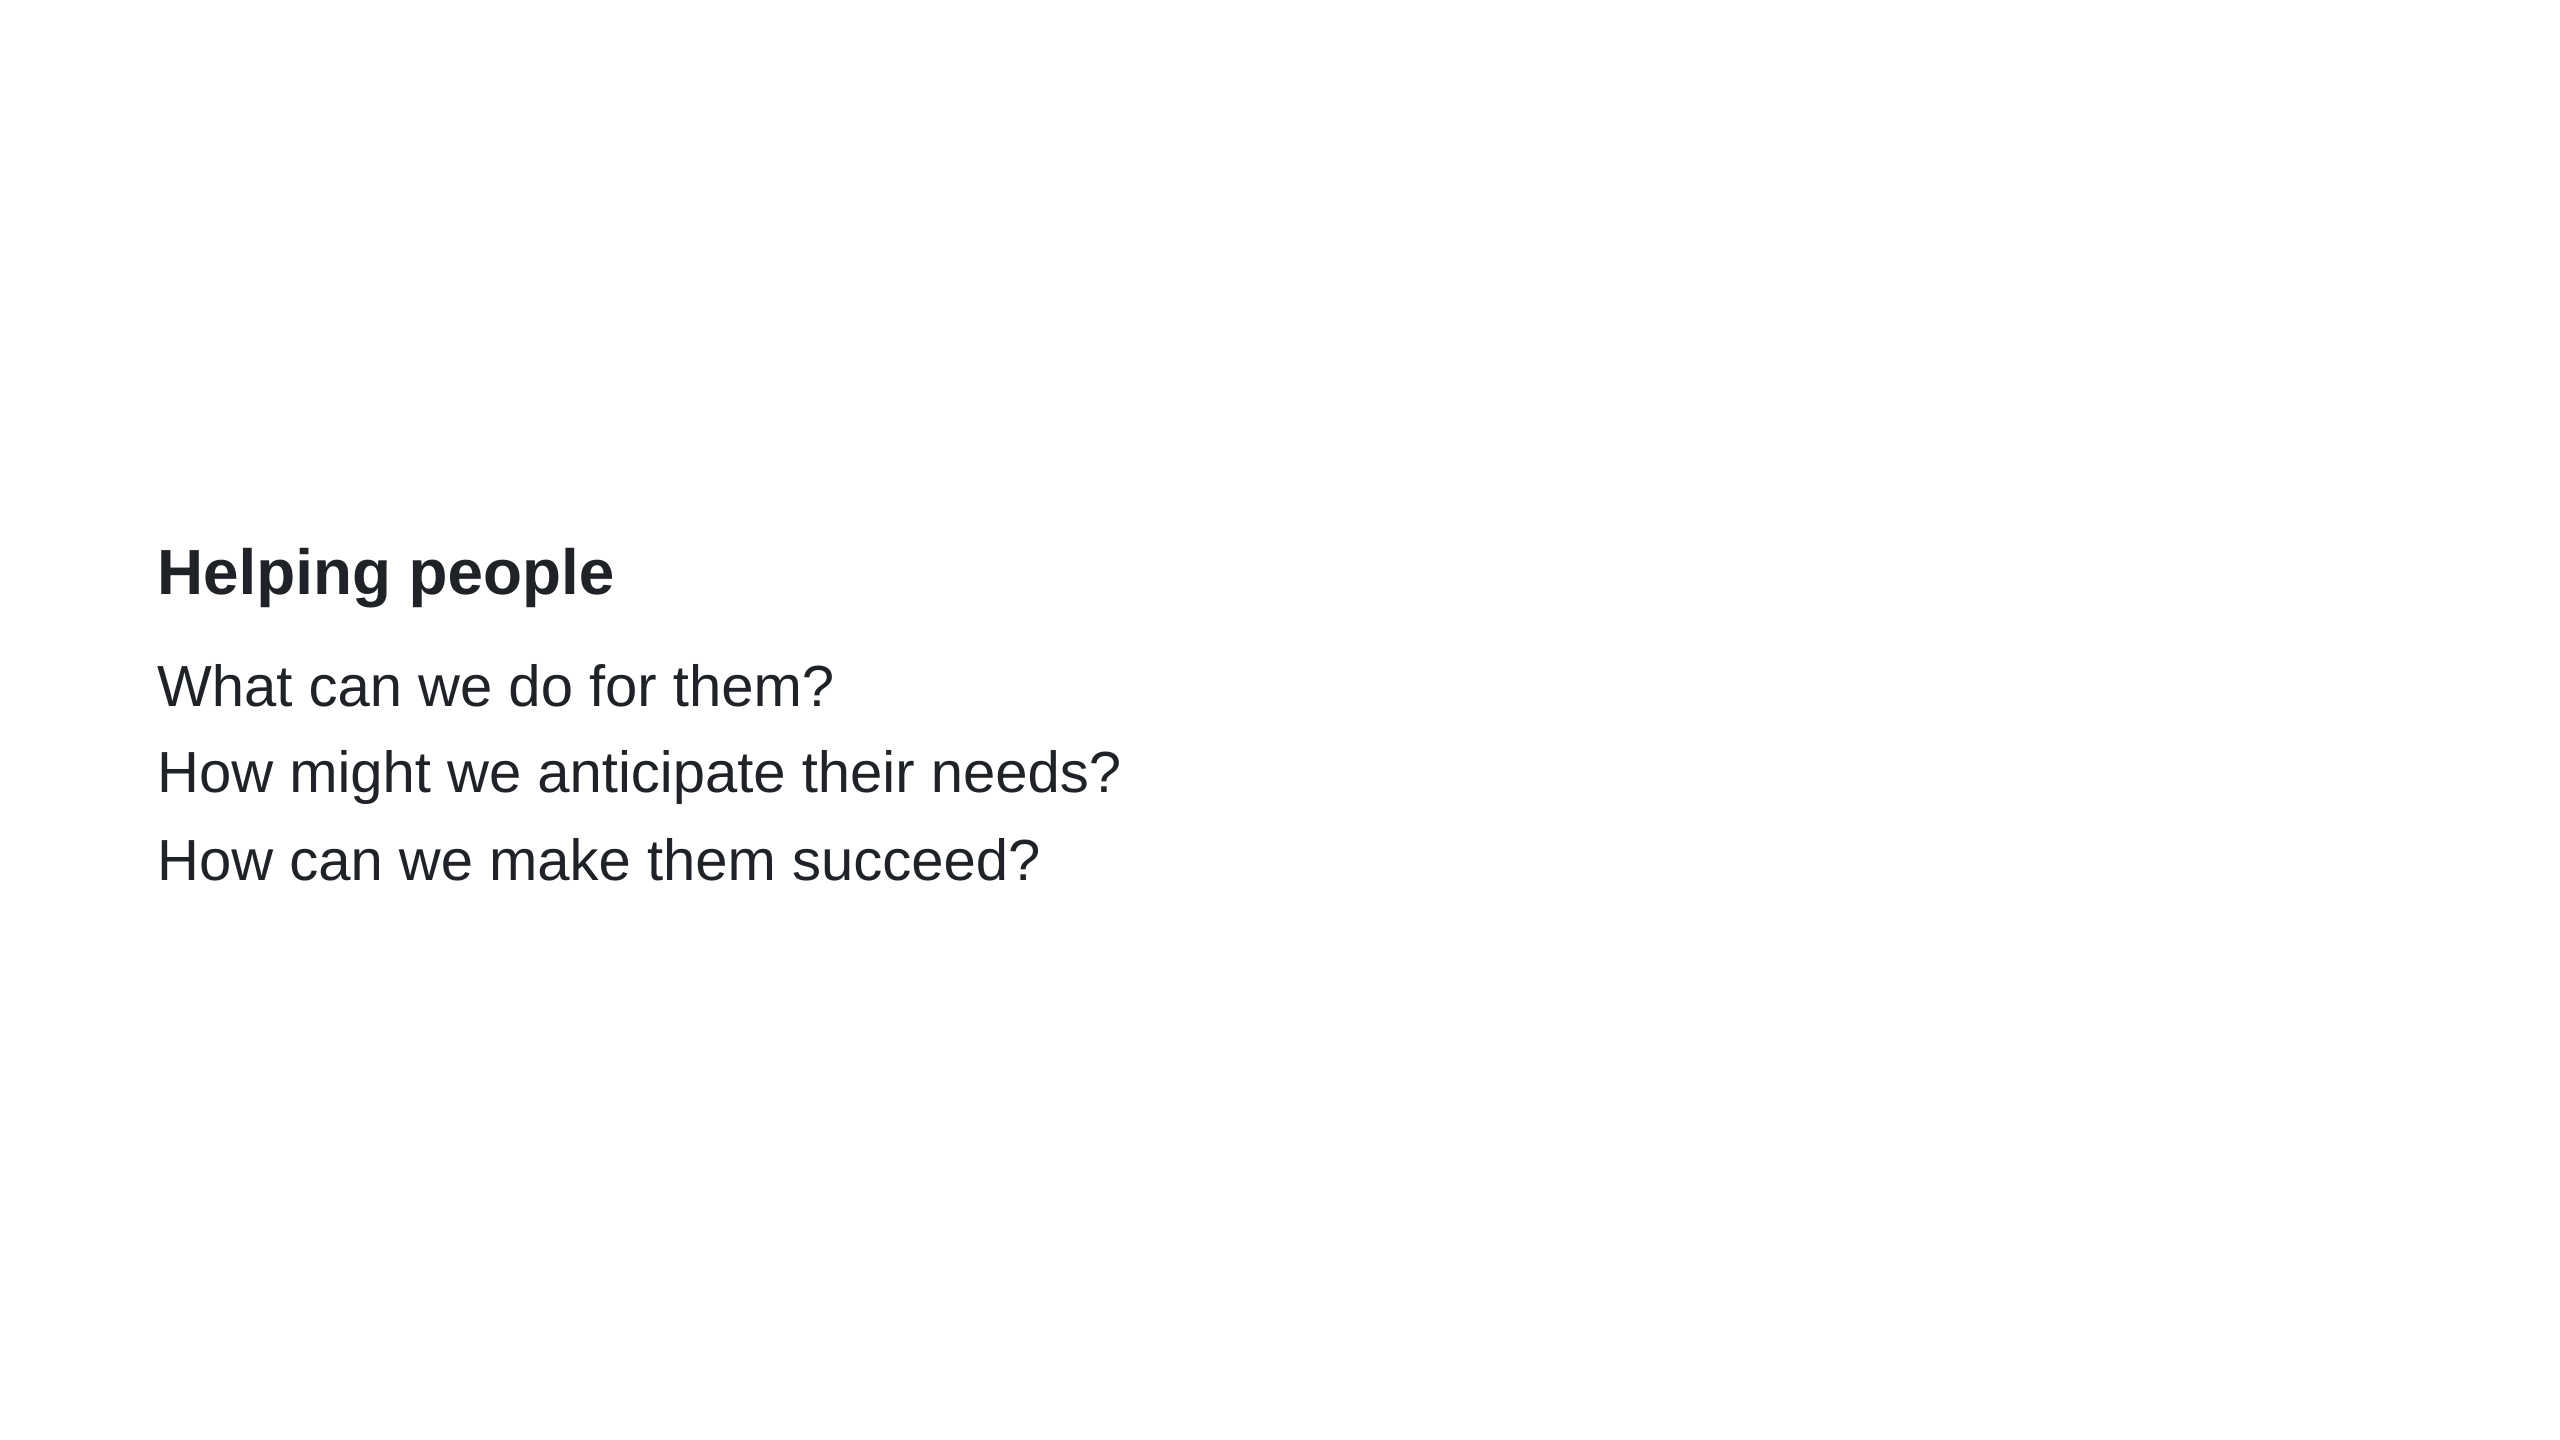 Helping people
What can we do for them?
How might we anticipate their needs?
How can we make them succeed?